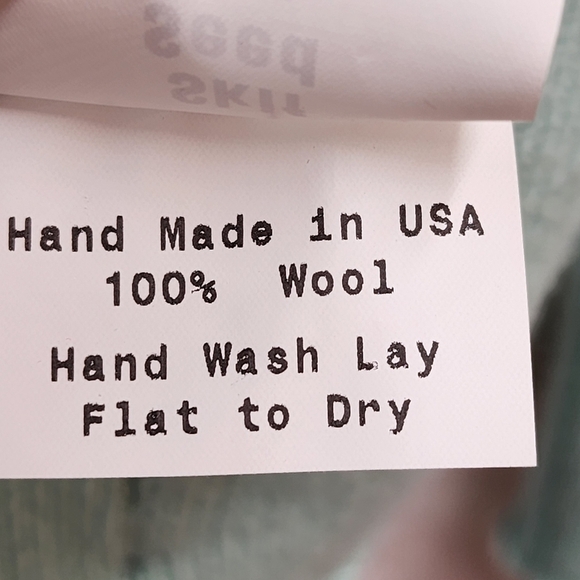 Hand Made in USA
100% Wool
Hand Wash Lay
Flat to Dry